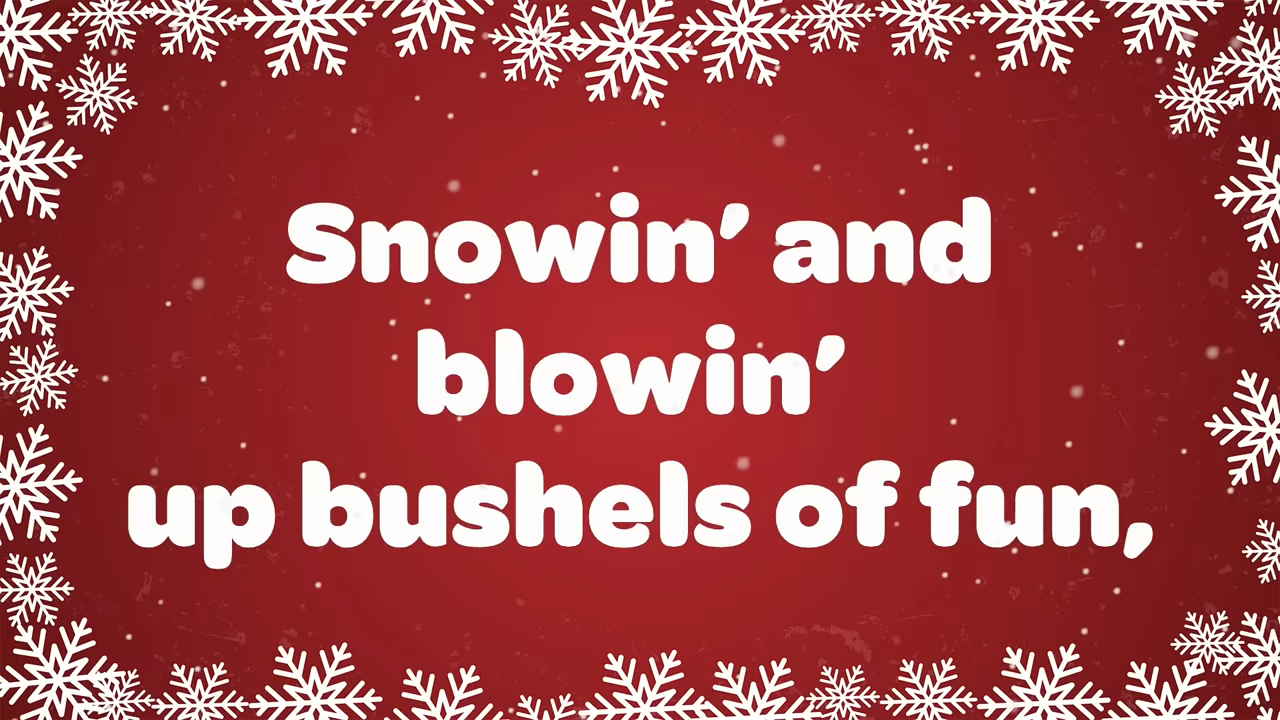 Snowin’ and
blowin’
up bushels of fun,